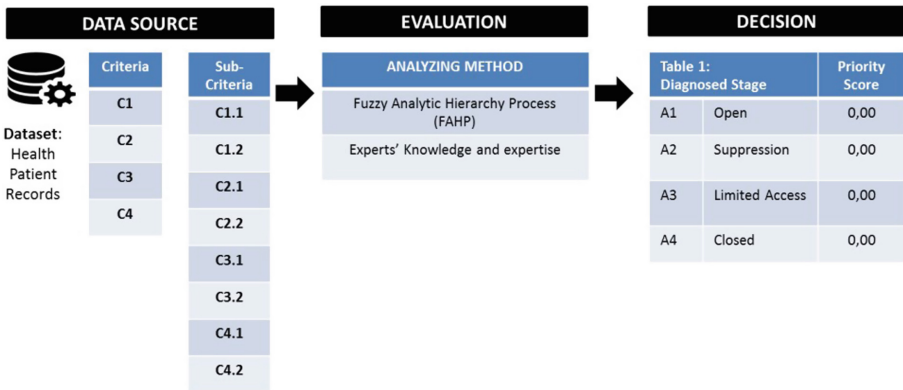 DATA SOURCE
EVALUATION
DECISION
Dataset:
Health
Patient
Records
Criteria
C1
C2
C3
C4
Sub-
Criteria
C1.1
C1.2
C2.1
C2.2
C3.1
C3.2
C4.1
C4.2
ANALYZING METHOD
Fuzzy Analytic Hierarchy Process
(FAHP)
Experts' Knowledge and expertise
Table 1: Priority
Diagnosed Stage Score
A1 Open 0,00
A2 Suppression 0,00
A3 Limited Access 0,00
A4 Closed 0,00